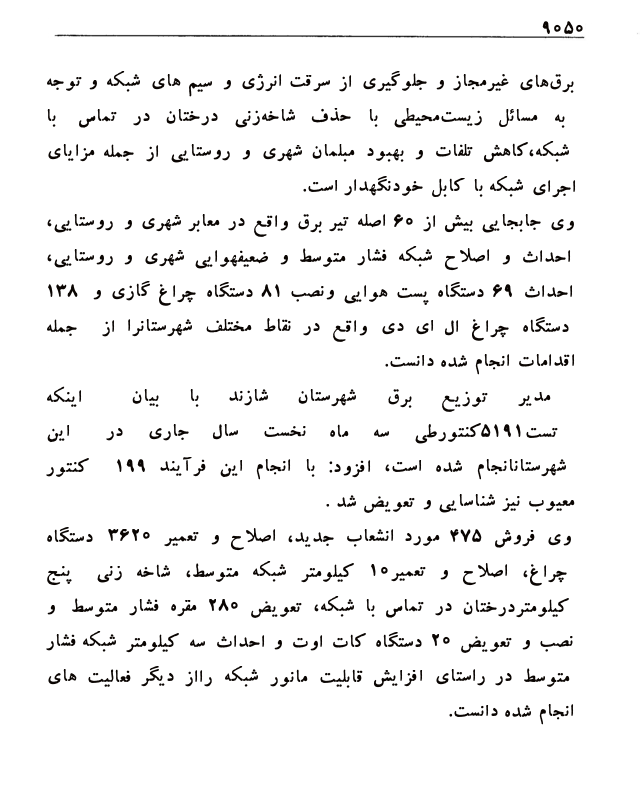 ۹۰۵۰
برق‌های غیرمجاز و جلوگیری از سرقت انرژی و سیم های شبکه و توجه
به مسائل زیست‌محیطی با حذف شاخه‌زنی درختان در تماس با
شبکه،کاهش تلفات و بهبود مبلمان شهری و روستایی از جمله مزایای
اجرای شبکه با کابل خودنگهدار است.
وی جابجایی بیش از ۶۰ اصله تیر برق واقع در معابر شهری و روستایی،
احداث و اصلاح شبکه فشار متوسط و ضعیفهوایی شهری و روستایی،
احداث ۶۹ دستگاه پست هوایی ونصب ۸۱ دستگاه چراغ گازی و ۱۳۸
دستگاه چراغ ال ای دی واقع در نقاط مختلف شهرستانرا از جمله
اقدامات انجام شده دانست.
مدیر توزیع برق شهرستان شازند با بیان اینکه
تست۵۱۹۱کنتورطی سه ماه نخست سال جاری در این
شهرستانانجام شده است، افزود: با انجام این فرآیند ۱۹۹ کنتور
معیوب نیز شناسایی و تعویض شد .
وی فروش ۴۷۵ مورد انشعاب جدید، اصلاح و تعمیر ۳۶۲۰ دستگاه
چراغ، اصلاح و تعمیر۱۰ کیلومتر شبکه متوسط، شاخه زنی پنج
کیلومتردرختان در تماس با شبکه، تعویض ۲۸۰ مقره فشار متوسط و
نصب و تعویض ۲۰ دستگاه کات اوت و احداث سه کیلومتر شبکه فشار
متوسط در راستای افزایش قابلیت مانور شبکه رااز دیگر فعالیت های
انجام شده دانست.